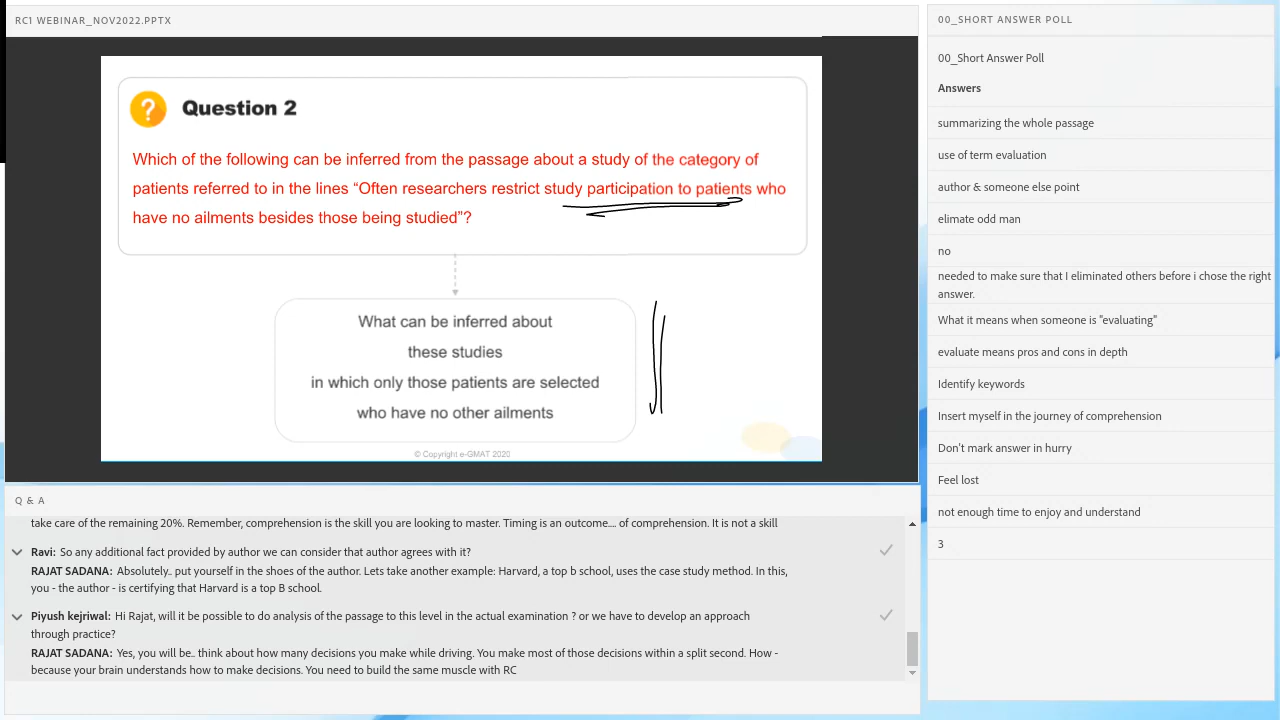 RC1 WEBINAR_NOV2022.PPTX
Question 2
Which of the following can be inferred from the passage about a study of the category of
patients referred to in the lines “Often researchers restrict study participation to patients who
have no ailments besides those being studied”?
What can be inferred about
these studies
in which only those patients are selected
who have no other ailments
© Copyright e-GMAT 2020
Q & A
take care of the remaining 20%. Remember, comprehension is the skill you are looking to master. Timing is an outcome.... of comprehension. It is not a skill
Ravi: So any additional fact provided by author we can consider that author agrees with it?
RAJAT SADANA: Absolutely.. put yourself in the shoes of the author. Lets take another example: Harvard, a top b school, uses the case study method. In this,
you - the author - is certifying that Harvard is a top B school.
Piyush kejriwal: Hi Rajat, will it be possible to do analysis of the passage to this level in the actual examination ? or we have to develop an approach
through practice?
RAJAT SADANA: Yes, you will be.. think about how many decisions you make while driving. You make most of those decisions within a split second. How -
because your brain understands how to make decisions. You need to build the same muscle with RC
00_SHORT ANSWER POLL
00_Short Answer Poll
Answers
summarizing the whole passage
use of term evaluation
author & someone else point
elimate odd man
no
needed to make sure that I eliminated others before i chose the right
answer.
What it means when someone is "evaluating"
evaluate means pros and cons in depth
Identify keywords
Insert myself in the journey of comprehension
Don't mark answer in hurry
Feel lost
not enough time to enjoy and understand
3